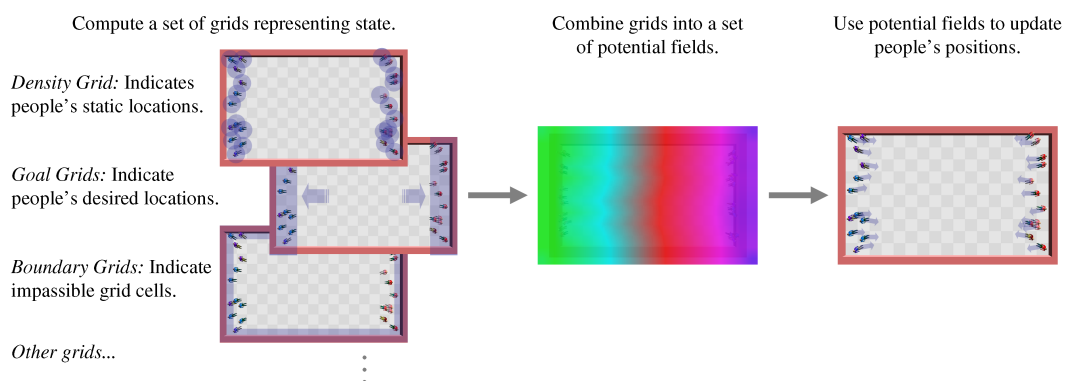 Compute a set of grids representing state.
Density Grid: Indicates
people's static locations.
Goal Grids: Indicate
people's desired locations.
Boundary Grids: Indicate
impassible grid cells.
Other grids...
Combine grids into a set
of potential fields.
Use potential fields to update
people's positions.